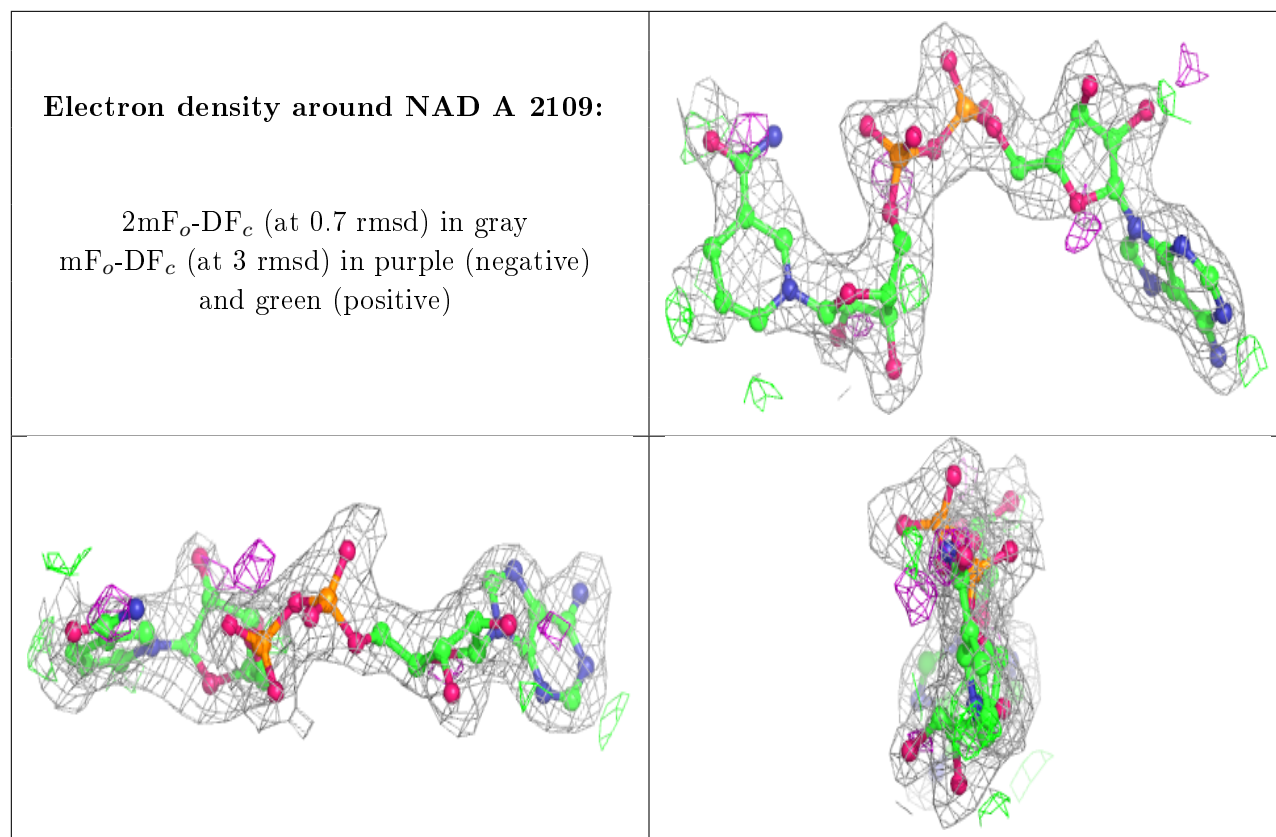 Electron density around NAD A 2109:
2mFo-DFc (at 0.7 rmsd) in gray
mFo-DFc (at 3 rmsd) in purple (negative)
and green (positive)